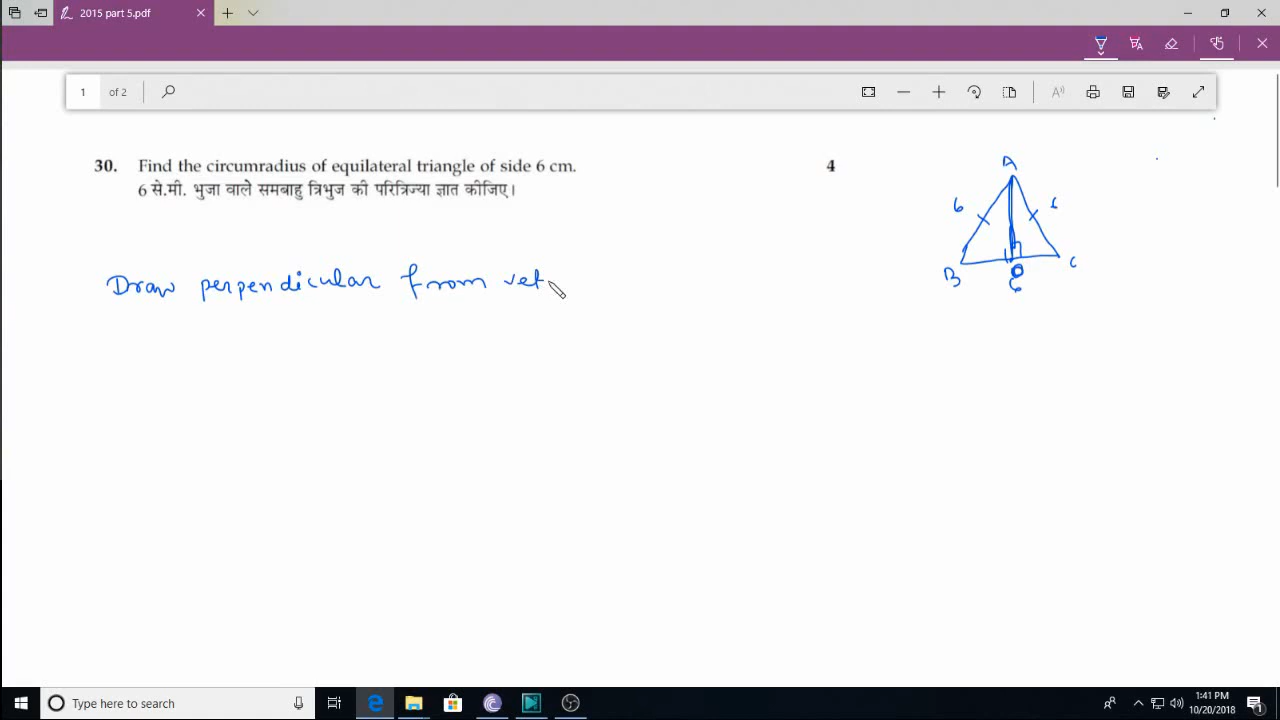 2015 part 5.pdf
1 of 2
30. Find the circumradius of equilateral triangle of side 6 cm. 4
6 से.मी. भुजा वाले समबाहु त्रिभुज की परित्रिज्या ज्ञात कीजिए।
A
6
B C
6
Draw perpendicular from vet
Type here to search
1:41 PM
10/20/2018